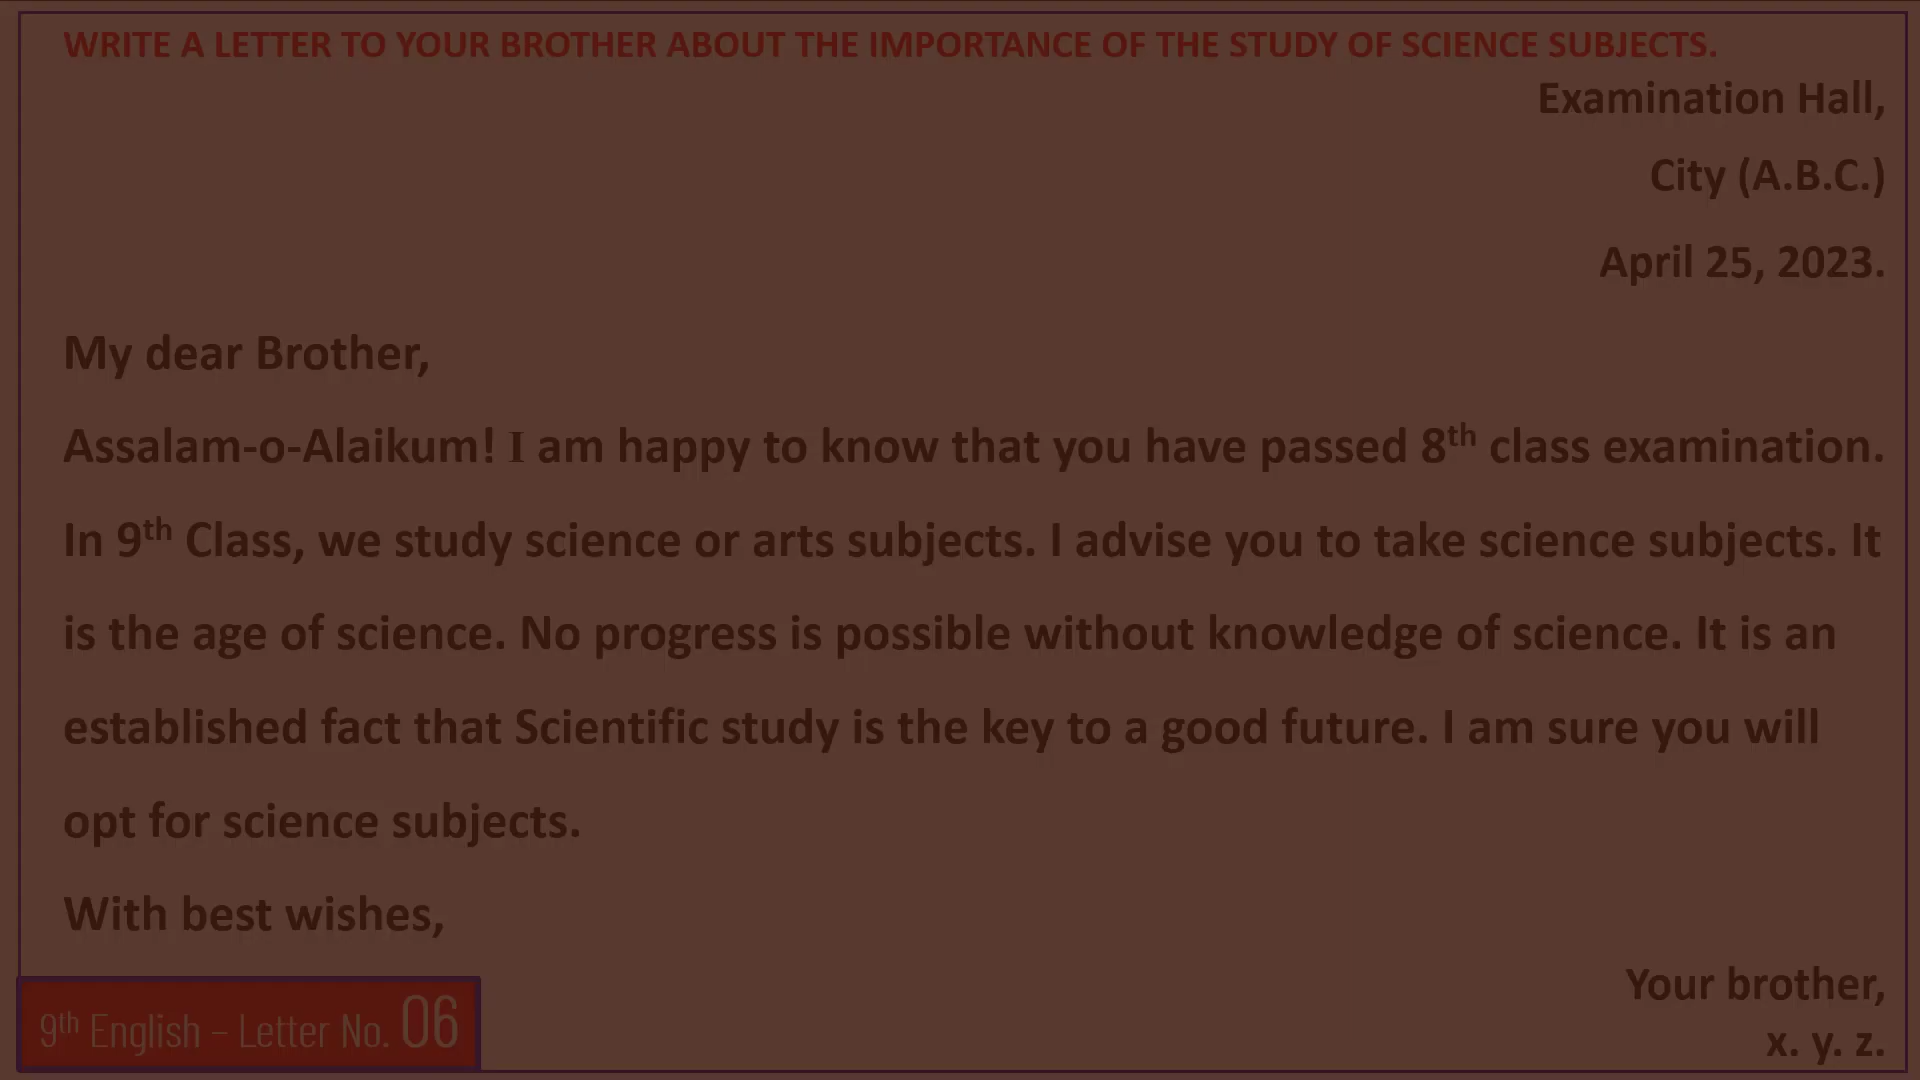 WRITE A LETTER TO YOUR BROTHER ABOUT THE IMPORTANCE OF THE STUDY OF SCIENCE SUBJECTS.
Examination Hall,
City (A.B.C.)
April 25, 2023.
My dear Brother,
Assalam-o-Alaikum! I am happy to know that you have passed 8th class examination.
In 9th Class, we study science or arts subjects. I advise you to take science subjects. It
is the age of science. No progress is possible without knowledge of science. It is an
established fact that Scientific study is the key to a good future. I am sure you will
opt for science subjects.
With best wishes,
Your brother,
x. y. z.
9th English – Letter No. 06